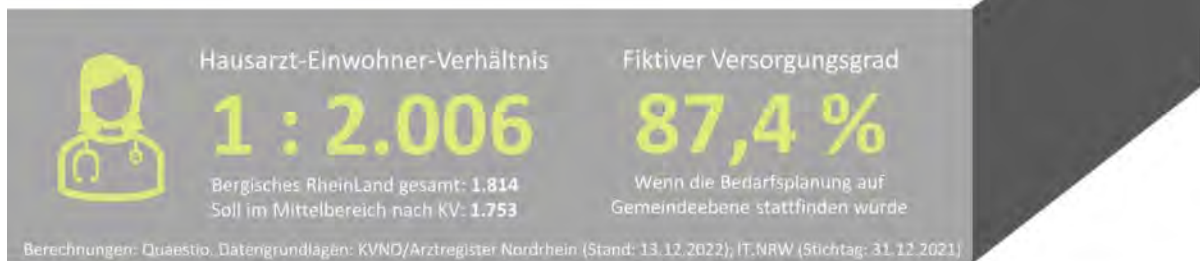 Hausarzt-Einwohner-Verhältnis
1 : 2.006
Bergisches RheinLand gesamt: 1.814
Soll im Mittelbereich nach KV: 1.753
Fiktiver Versorgungsgrad
87,4 %
Wenn die Bedarfsplanung auf
Gemeindeebene stattfinden würde
Berechnungen: Quaestio. Datengrundlagen: KVNO/Arztregister Nordrhein (Stand: 13.12.2022); IT.NRW (Stichtag: 31.12.2021)